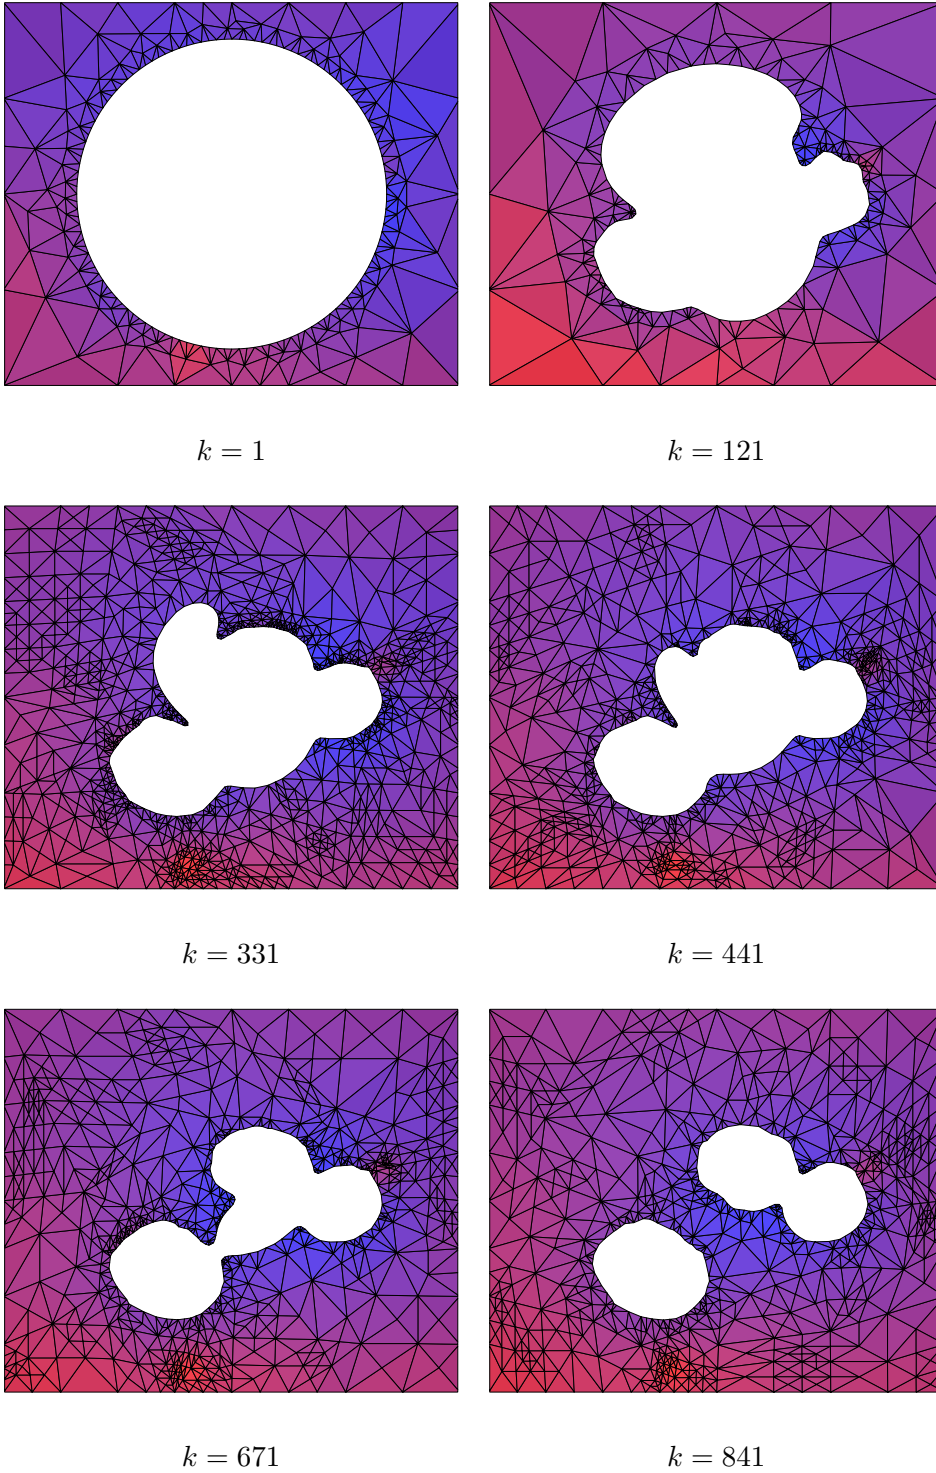 k = 1
k = 121
k = 331
k = 441
k = 671
k = 841